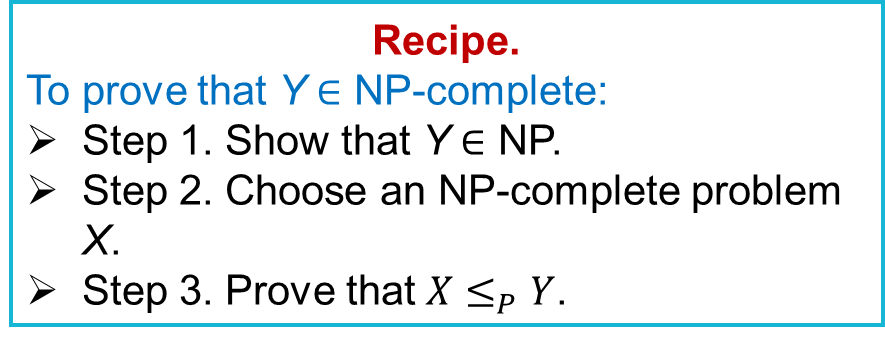 Recipe.
To prove that Y ∈ NP-complete:
➢ Step 1. Show that Y ∈ NP.
➢ Step 2. Choose an NP-complete problem
X.
➢ Step 3. Prove that X ≤P Y.